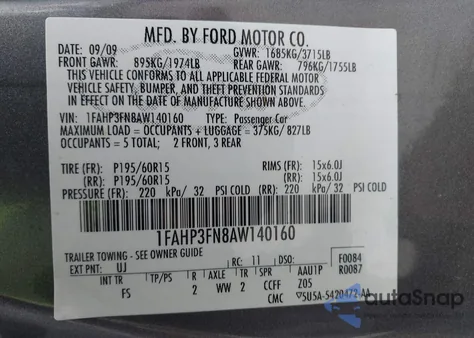 MFD. BY FORD MOTOR CO.
DATE: 09/09 GVWR: 1685KG/3715LB
FRONT GAWR: 895KG/1974LB REAR GAWR: 796KG/1755LB
THIS VEHICLE CONFORMS TO ALL APPLICABLE FEDERAL MOTOR
VEHICLE SAFETY, BUMPER, AND THEFT PREVENTION STANDARDS
IN EFFECT ON THE DATE OF MANUFACTURE SHOWN ABOVE.
VIN: 1FAHP3FN8AW140160 TYPE: Passenger Car
MAXIMUM LOAD = OCCUPANTS + LUGGAGE = 375KG/827LB
OCCUPANTS = 5 TOTAL; 2 FRONT, 3 REAR
TIRE (FR): P195/60R15 RIMS (FR): 15x6.0J
(RR): P195/60R15 (RR): 15x6.0J
PRESSURE (FR): 220 kPa/ 32 PSI COLD (RR): 220 kPa/ 32 PSI COLD
1FAHP3FN8AW140160
TRAILER TOWING - SEE OWNERS GUIDE
EXT PNT: UJ RC: 11 DSO: F0084
INT TR TP/PS R AXLE TR SPR AAU1P R0087
FS 2 WW 2 CCFF Z05
CMC 5U5A-5420472-AA
autoSnap